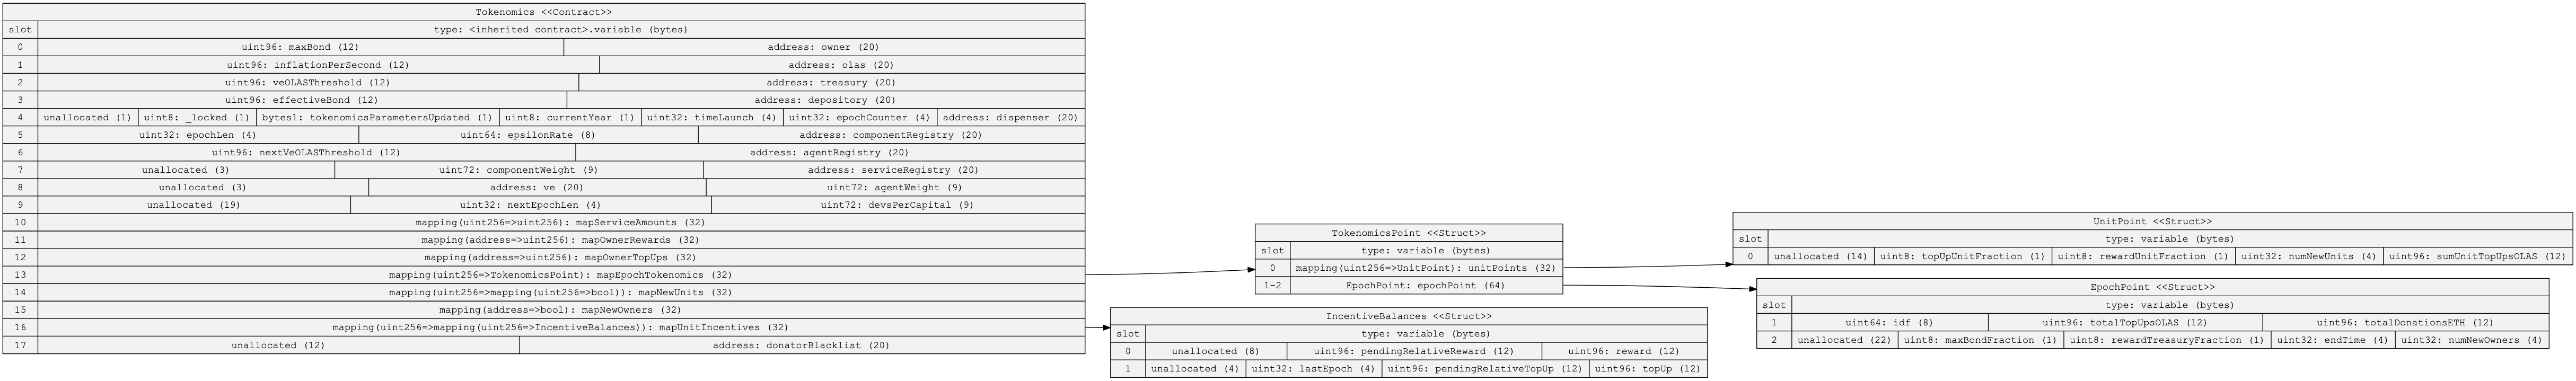 Tokenomics <<Contract>>
slot type: <inherited contract>.variable (bytes)
0 uint96: maxBond (12) address: owner (20)
1 uint96: inflationPerSecond (12) address: olas (20)
2 uint96: veOLASThreshold (12) address: treasury (20)
3 uint96: effectiveBond (12) address: depository (20)
4 unallocated (1) uint8: _locked (1) bytes1: tokenomicsParametersUpdated (1) uint8: currentYear (1) uint32: timeLaunch (4) uint32: epochCounter (4) address: dispenser (20)
5 uint32: epochLen (4) uint64: epsilonRate (8) address: componentRegistry (20)
6 uint96: nextVeOLASThreshold (12) address: agentRegistry (20)
7 unallocated (3) uint72: componentWeight (9) address: serviceRegistry (20)
8 unallocated (3) address: ve (20) uint72: agentWeight (9)
9 unallocated (19) uint32: nextEpochLen (4) uint72: devsPerCapital (9)
10 mapping(uint256=>uint256): mapServiceAmounts (32)
11 mapping(address=>uint256): mapOwnerRewards (32)
12 mapping(address=>uint256): mapOwnerTopUps (32)
13 mapping(uint256=>TokenomicsPoint): mapEpochTokenomics (32)
14 mapping(uint256=>mapping(uint256=>bool)): mapNewUnits (32)
15 mapping(address=>bool): mapNewOwners (32)
16 mapping(uint256=>mapping(uint256=>IncentiveBalances)): mapUnitIncentives (32)
17 unallocated (12) address: donatorBlacklist (20)
TokenomicsPoint <<Struct>>
slot type: variable (bytes)
0 mapping(uint256=>UnitPoint): unitPoints (32)
1-2 EpochPoint: epochPoint (64)
IncentiveBalances <<Struct>>
slot type: variable (bytes)
0 unallocated (8) uint96: pendingRelativeReward (12) uint96: reward (12)
1 unallocated (4) uint32: lastEpoch (4) uint96: pendingRelativeTopUp (12) uint96: topUp (12)
UnitPoint <<Struct>>
slot type: variable (bytes)
0 unallocated (14) uint8: topUpUnitFraction (1) uint8: rewardUnitFraction (1) uint32: numNewUnits (4) uint96: sumUnitTopUpsOLAS (12)
EpochPoint <<Struct>>
slot type: variable (bytes)
1 uint64: idf (8) uint96: totalTopUpsOLAS (12) uint96: totalDonationsETH (12)
2 unallocated (22) uint8: maxBondFraction (1) uint8: rewardTreasuryFraction (1) uint32: endTime (4) uint32: numNewOwners (4)